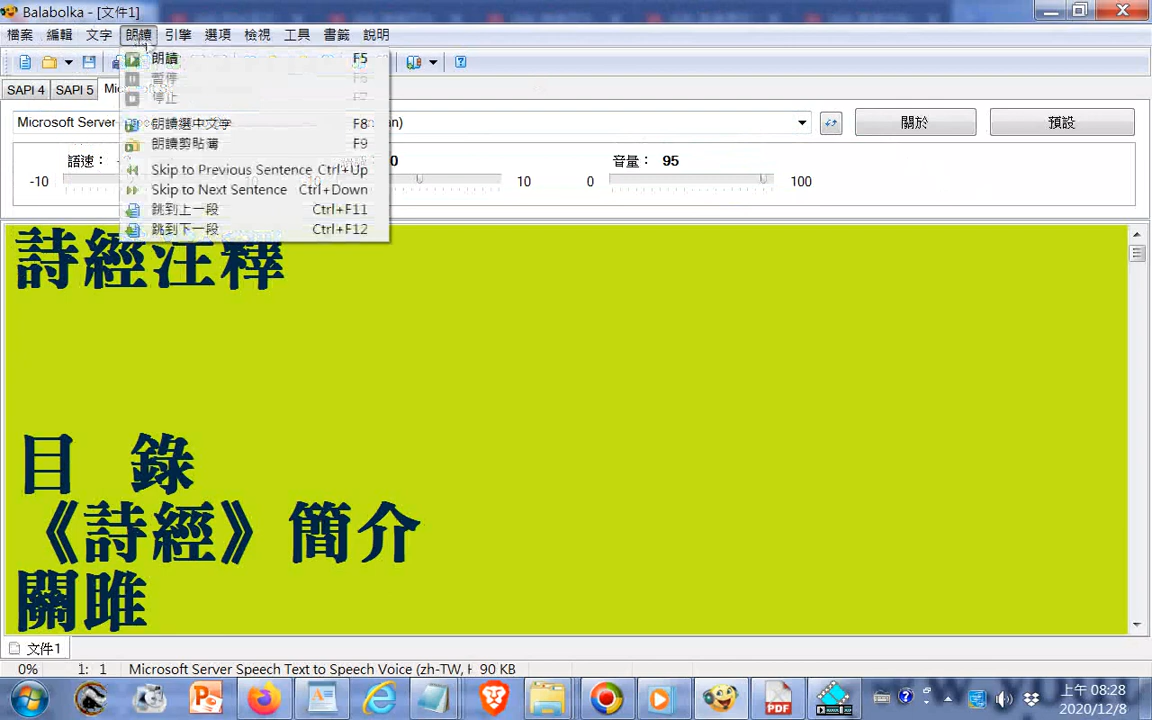 Balabolka - [文件1]
檔案 編輯 文字 朗讀 引擎 選項 檢視 工具 書籤 說明
朗讀 F5
暫停 F6
停止 F7
朗讀選中文字 F8
朗讀剪貼薄 F9
Skip to Previous Sentence Ctrl+Up
Skip to Next Sentence Ctrl+Down
跳到上一段 Ctrl+F11
跳到下一段 Ctrl+F12
SAPI 4 SAPI 5
Microsoft Server
關於 預設
語速： 0 音量： 95
-10 10 0 100
詩經注釋
目 錄
《詩經》簡介
關雎
文件1
0% 1: 1 Microsoft Server Speech Text to Speech Voice (zh-TW, H 90 KB
上午 08:28
2020/12/8